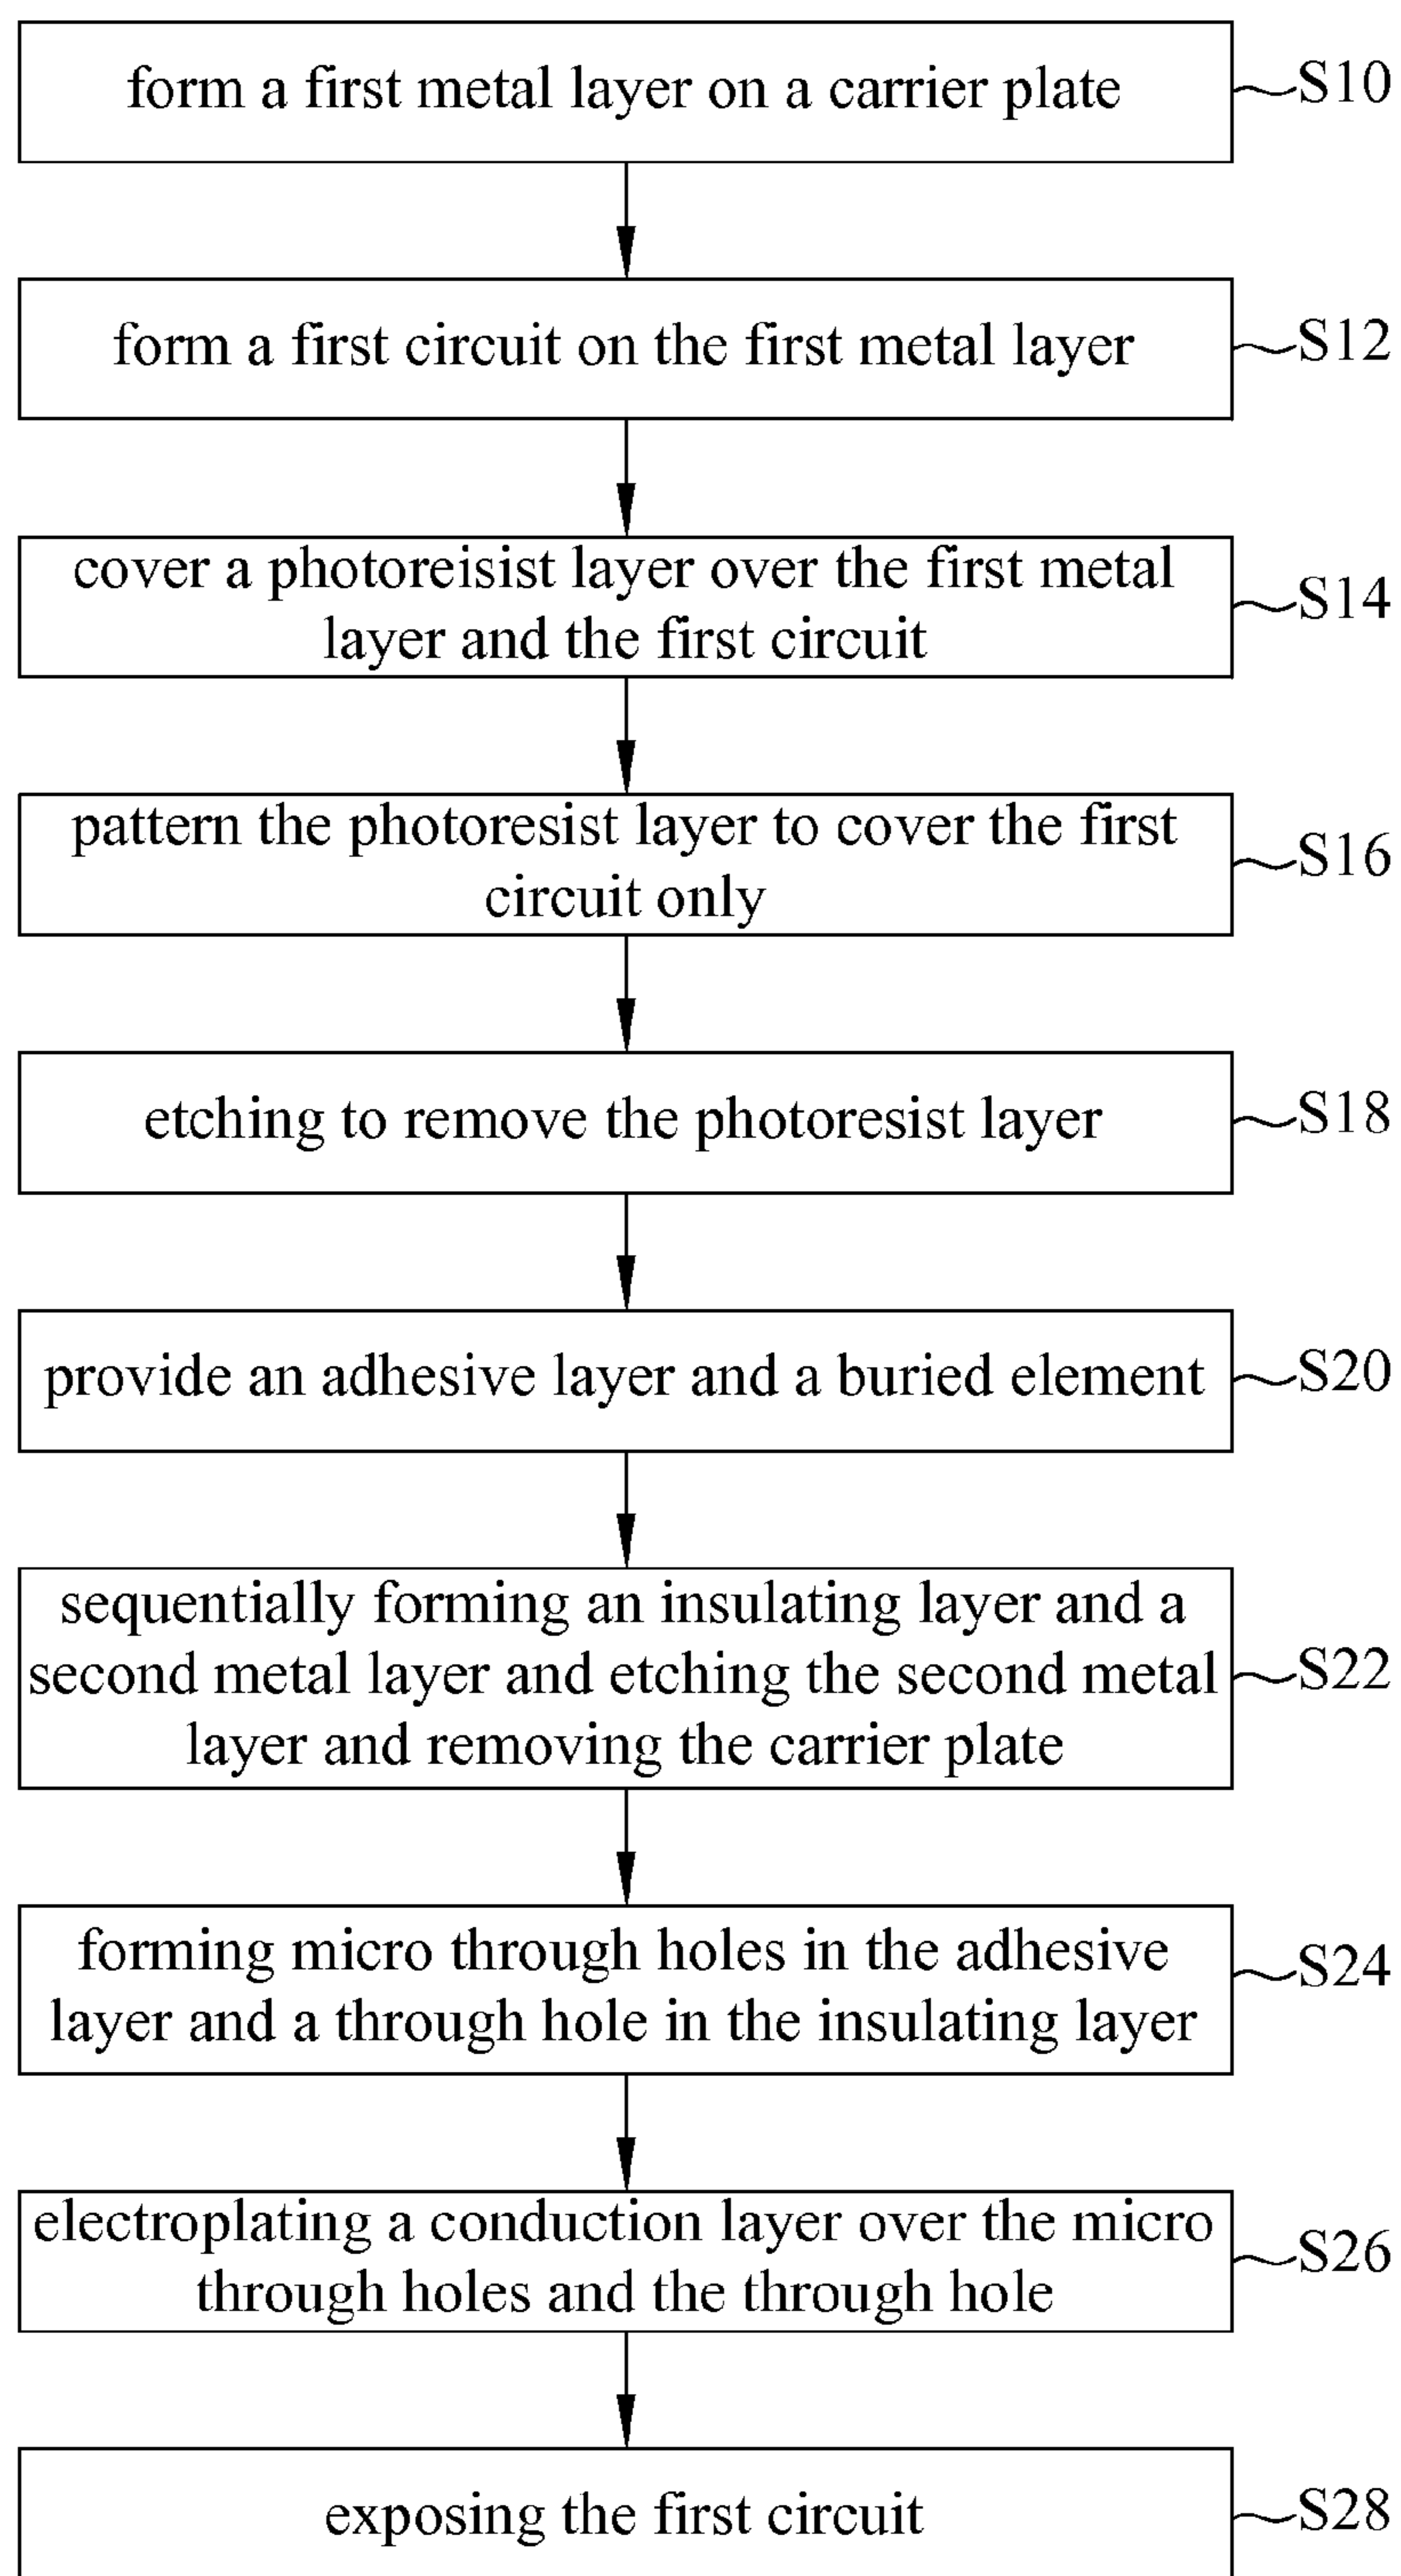 form a first metal layer on a carrier plate
S10
form a first circuit on the first metal layer
S12
cover a photoreisist layer over the first metal
layer and the first circuit
S14
pattern the photoresist layer to cover the first
circuit only
S16
etching to remove the photoresist layer
S18
provide an adhesive layer and a buried element
S20
sequentially forming an insulating layer and a
second metal layer and etching the second metal
layer and removing the carrier plate
S22
forming micro through holes in the adhesive
layer and a through hole in the insulating layer
S24
electroplating a conduction layer over the micro
through holes and the through hole
S26
exposing the first circuit
S28